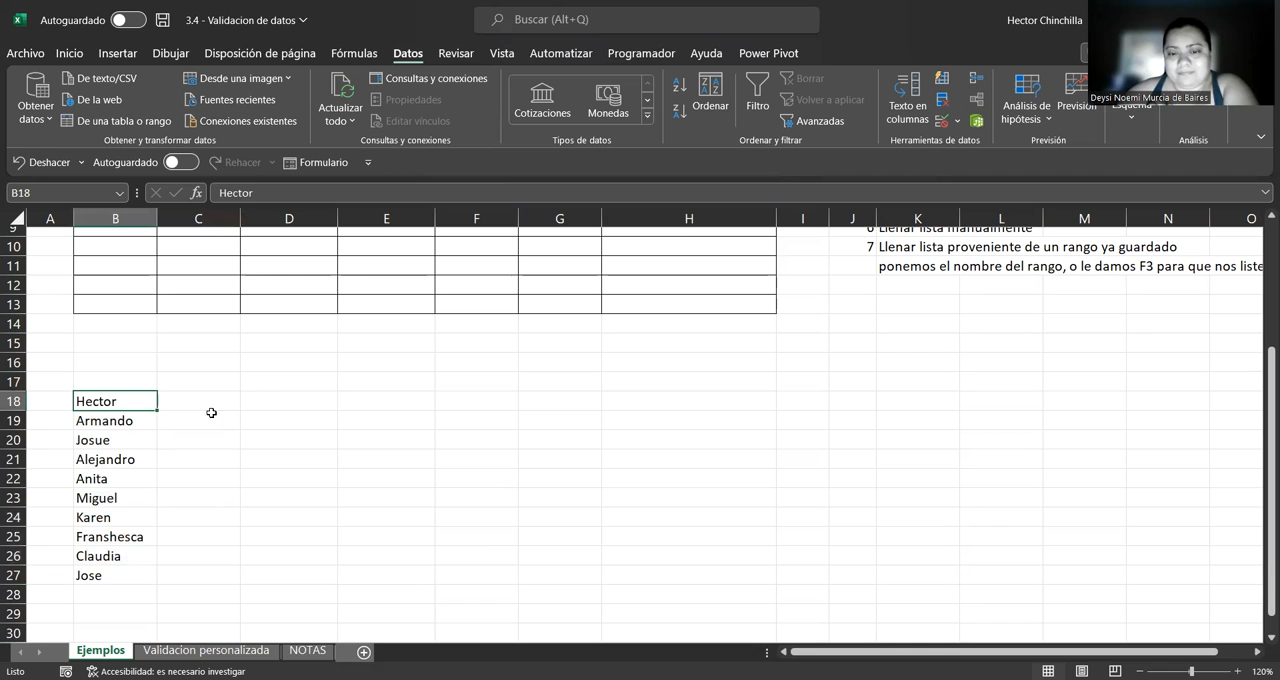 Autoguardado
3.4 - Validacion de datos
Buscar (Alt+Q)
Hector Chinchilla
Archivo Inicio Insertar Dibujar Disposición de página Fórmulas Datos Revisar Vista Automatizar Programador Ayuda Power Pivot
Obtener datos
De texto/CSV
De la web
De una tabla o rango
Desde una imagen
Fuentes recientes
Conexiones existentes
Obtener y transformar datos
Actualizar todo
Consultas y conexiones
Propiedades
Editar vínculos
Consultas y conexiones
Cotizaciones
Monedas
Tipos de datos
Ordenar
Filtro
Borrar
Volver a aplicar
Avanzadas
Ordenar y filtrar
Texto en columnas
Herramientas de datos
Análisis de hipótesis
Previsión
Previsión
Análisis
Deysi Noemi Murcia de Baires
Deshacer
Autoguardado
Rehacer
Formulario
B18
fx
Hector
A B C D E F G H I J K L M N O
9
6 Llenar lista manualmente
10
7 Llenar lista proveniente de un rango ya guardado
11
ponemos el nombre del rango, o le damos F3 para que nos liste
12
13
14
15
16
17
18 Hector
19 Armando
20 Josue
21 Alejandro
22 Anita
23 Miguel
24 Karen
25 Franshesca
26 Claudia
27 Jose
28
29
30
Ejemplos Validacion personalizada NOTAS
Listo
Accesibilidad: es necesario investigar
120%